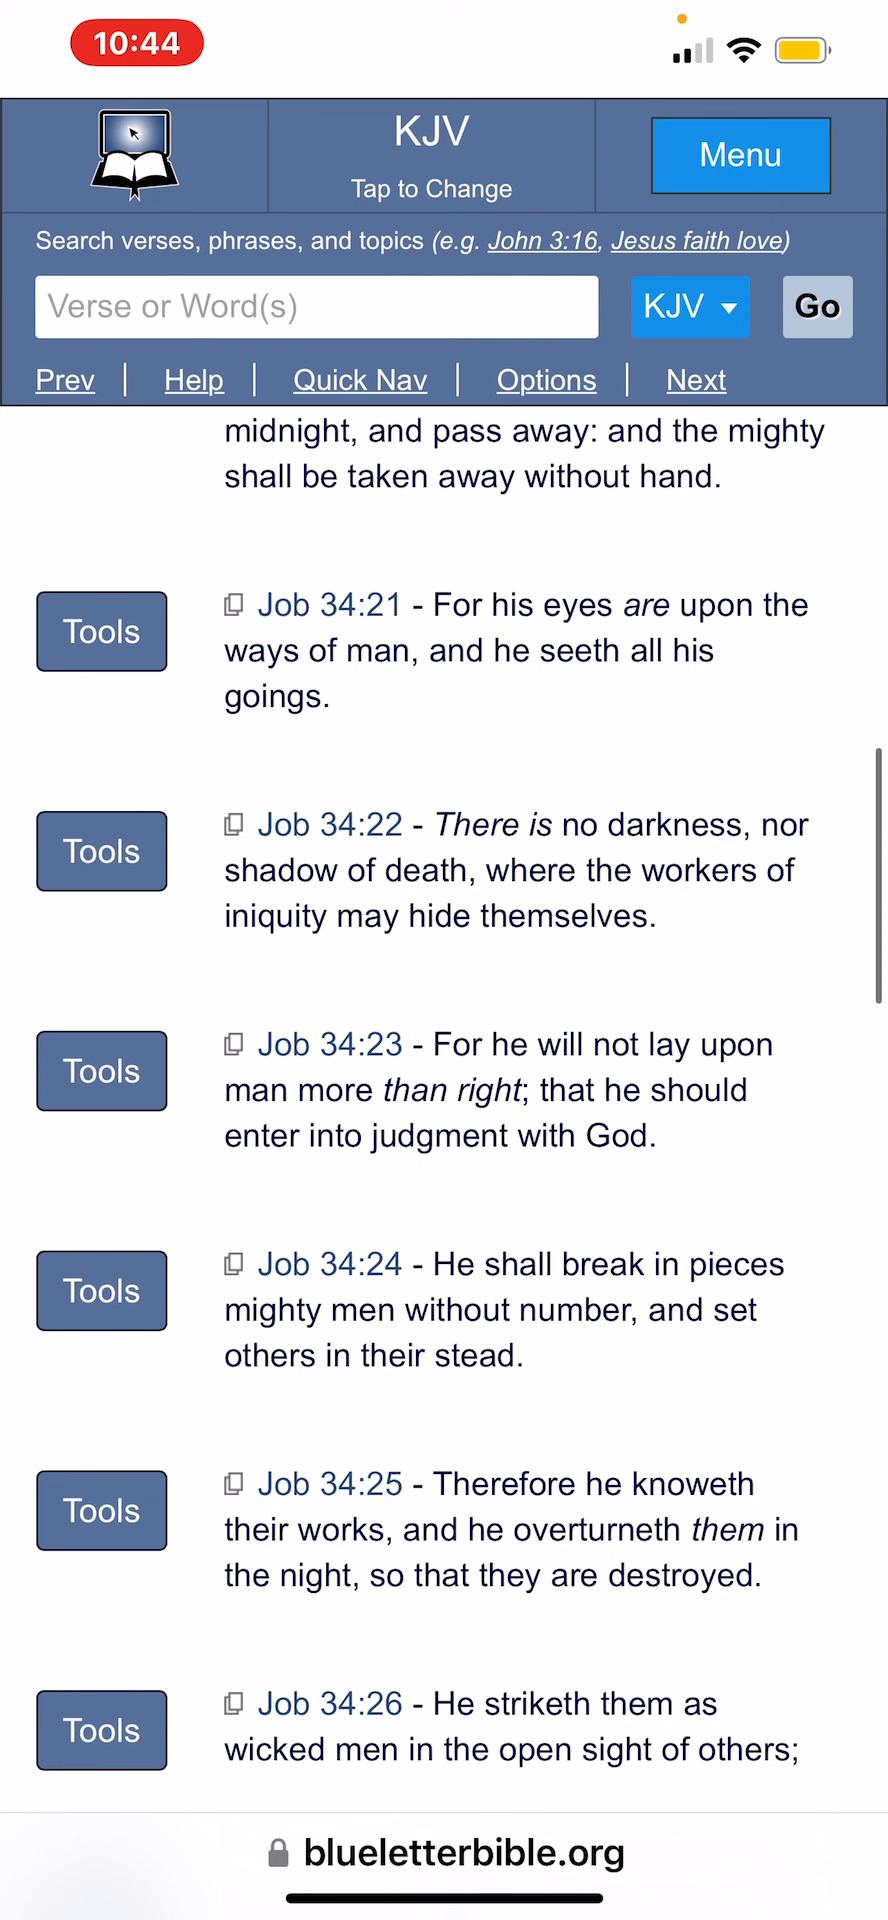 10:44
KJV
Tap to Change
Menu
Search verses, phrases, and topics (e.g. John 3:16, Jesus faith love)
Verse or Word(s)
KJV
Go
Prev | Help | Quick Nav | Options | Next
midnight, and pass away: and the mighty
shall be taken away without hand.
Tools
Job 34:21 - For his eyes are upon the
ways of man, and he seeth all his
goings.
Tools
Job 34:22 - There is no darkness, nor
shadow of death, where the workers of
iniquity may hide themselves.
Tools
Job 34:23 - For he will not lay upon
man more than right; that he should
enter into judgment with God.
Tools
Job 34:24 - He shall break in pieces
mighty men without number, and set
others in their stead.
Tools
Job 34:25 - Therefore he knoweth
their works, and he overturneth them in
the night, so that they are destroyed.
Tools
Job 34:26 - He striketh them as
wicked men in the open sight of others;
blueletterbible.org